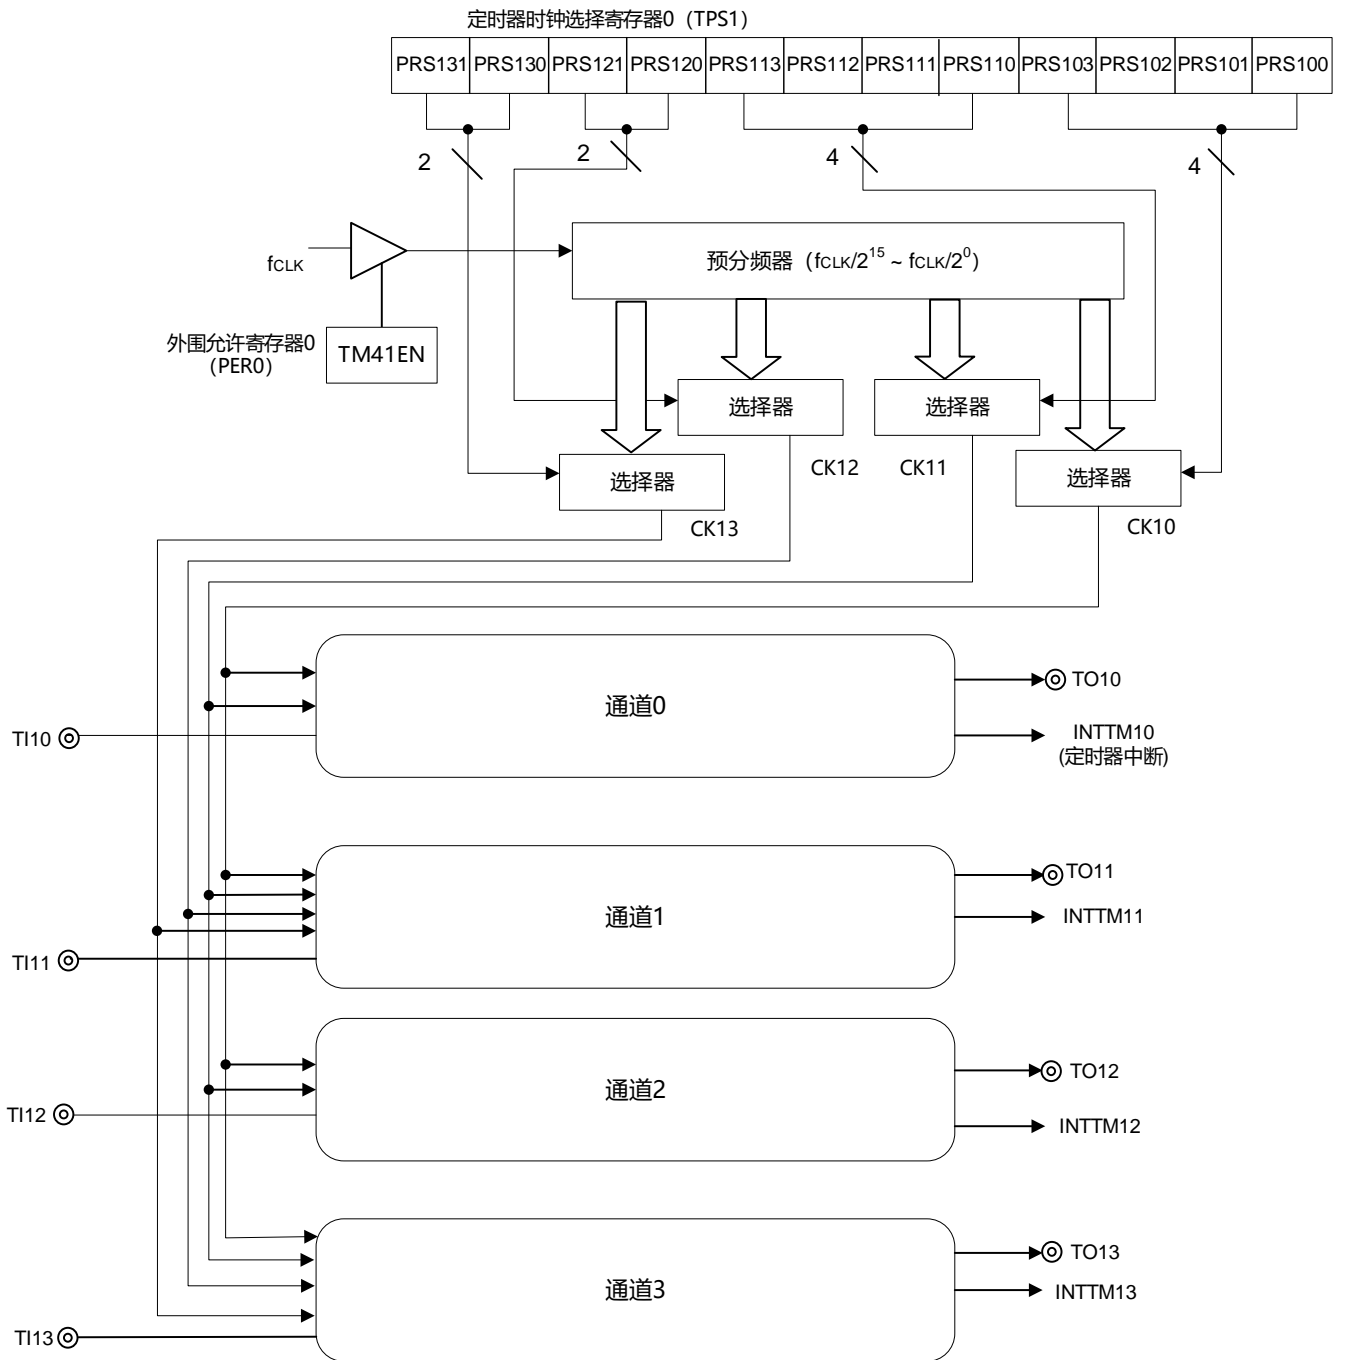 定时器时钟选择寄存器0（TPS1）
PRS131 PRS130 PRS121 PRS120 PRS113 PRS112 PRS111 PRS110 PRS103 PRS102 PRS101 PRS100
2 2 4 4
fCLK
预分频器（fCLK/2^15 ~ fCLK/2^0）
外围允许寄存器0
（PER0）
TM41EN
选择器 选择器
CK12 CK11
选择器 选择器
CK13 CK10
通道0
TO10
TI10
INTTM10
(定时器中断)
通道1
TO11
INTTM11
TI11
通道2
TO12
TI12
INTTM12
通道3
TO13
INTTM13
TI13